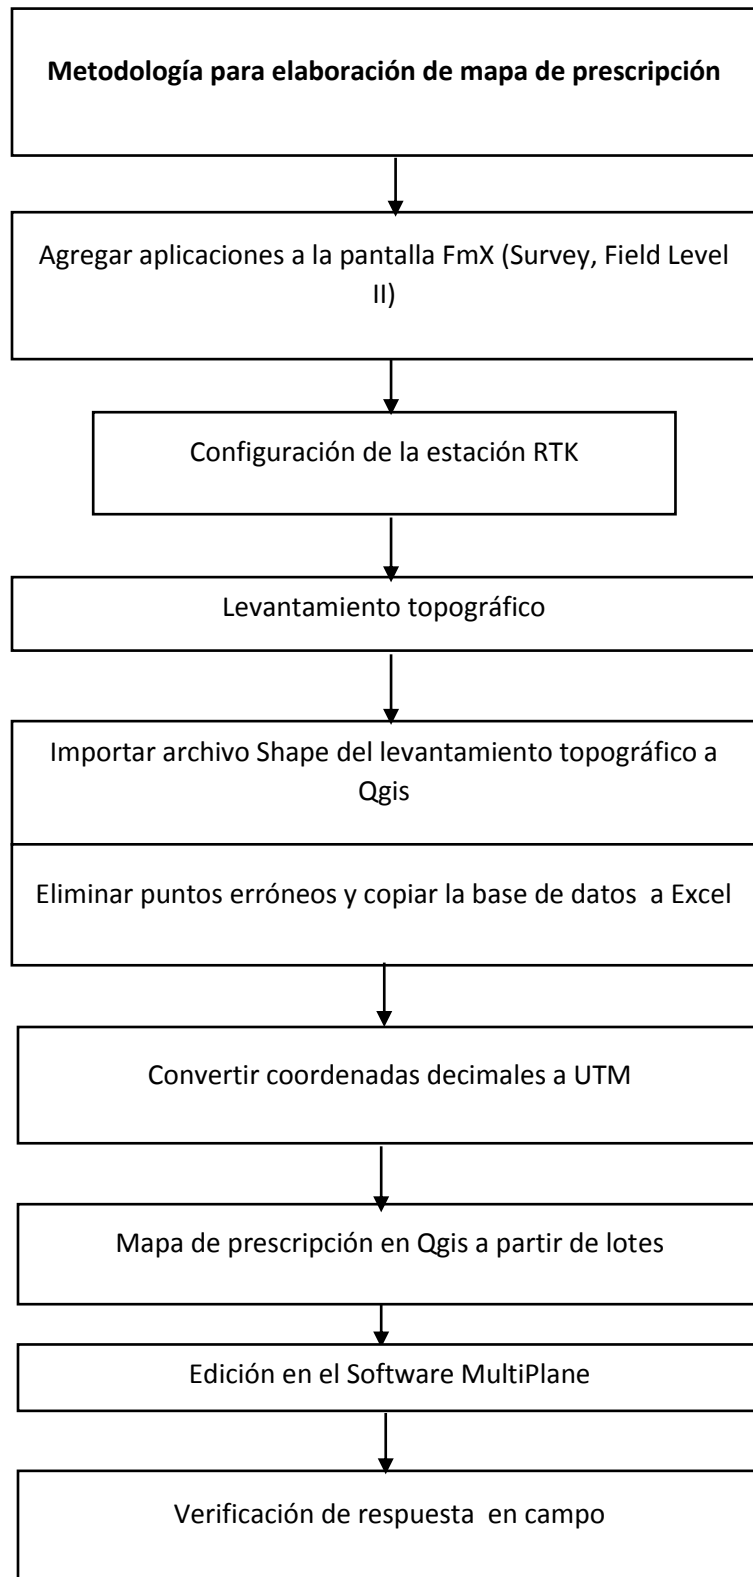 Metodología para elaboración de mapa de prescripción
Agregar aplicaciones a la pantalla FmX (Survey, Field Level
II)
Configuración de la estación RTK
Levantamiento topográfico
Importar archivo Shape del levantamiento topográfico a
Qgis
Eliminar puntos erróneos y copiar la base de datos  a Excel
Convertir coordenadas decimales a UTM
Mapa de prescripción en Qgis a partir de lotes
Edición en el Software MultiPlane
Verificación de respuesta  en campo